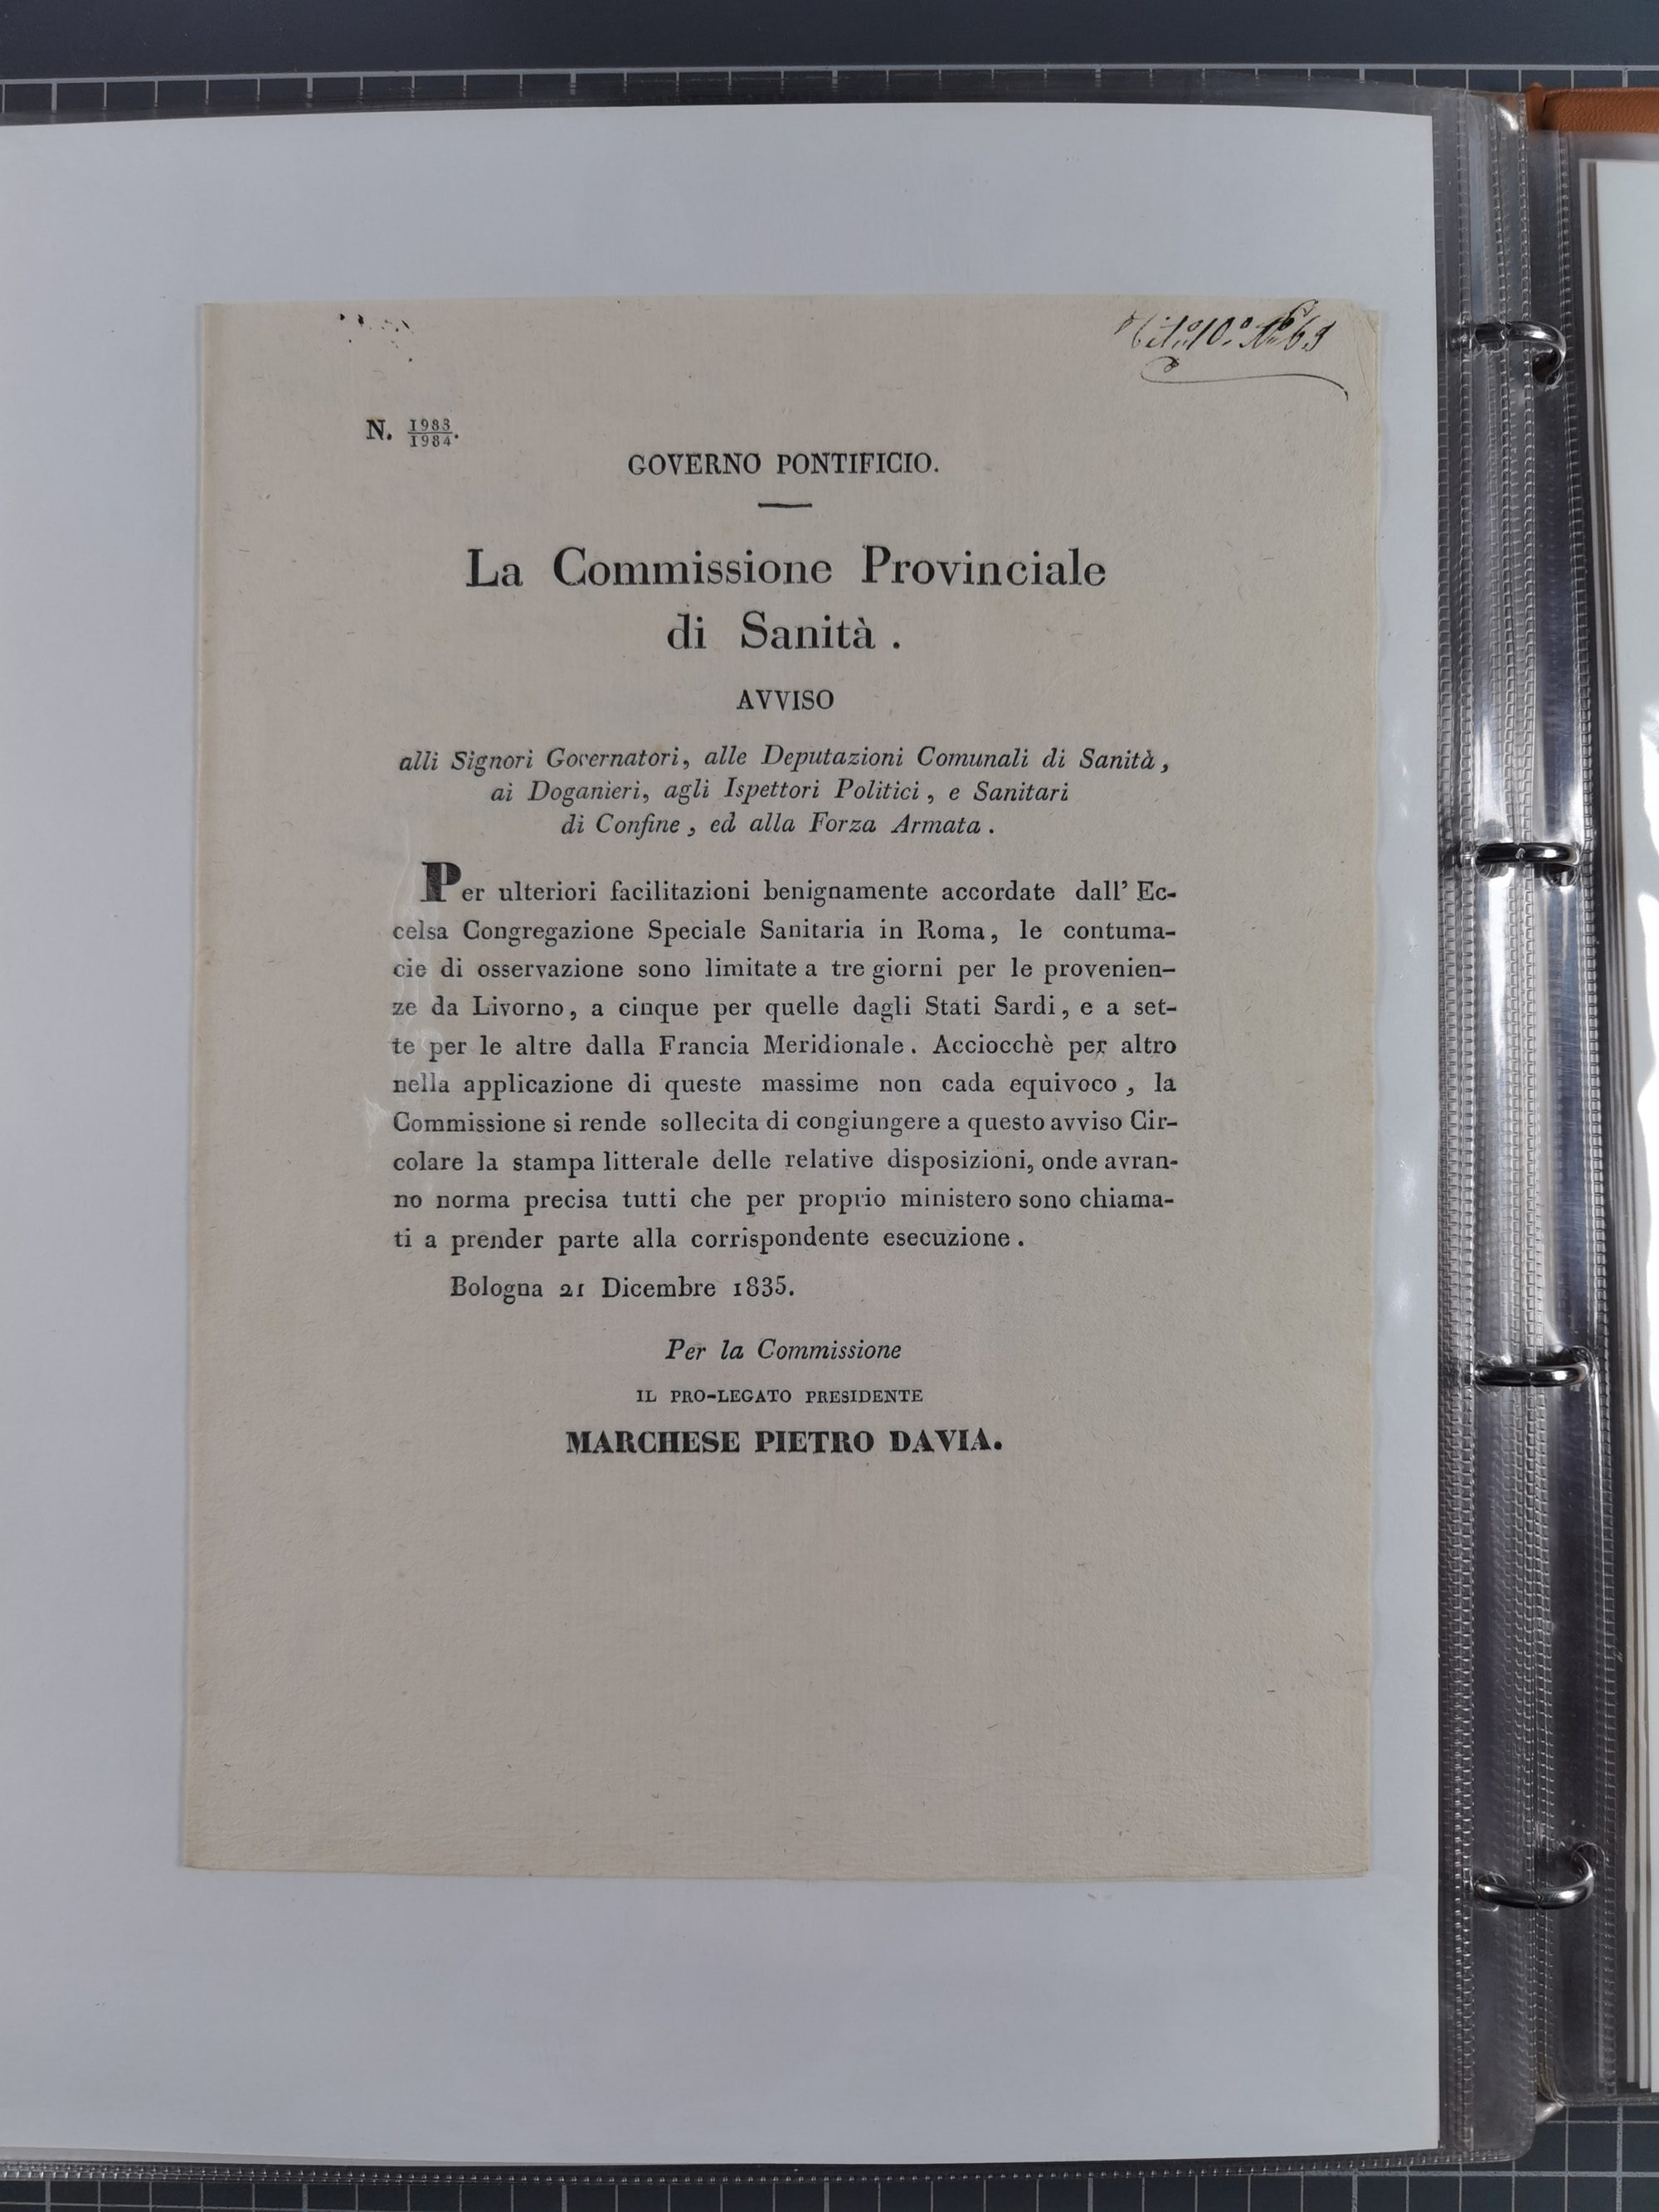 N. 1983/1984.
GOVERNO PONTIFICIO.
La Commissione Provinciale
di Sanità .
AVVISO
alli Signori Governatori, alle Deputazioni Comunali di Sanità ,
ai Doganieri, agli Ispettori Politici , e Sanitari
di Confine , ed alla Forza Armata .
Per ulteriori facilitazioni benignamente accordate dall' Ec-
celsa Congregazione Speciale Sanitaria in Roma, le contuma-
cie di osservazione sono limitate a tre giorni per le provenien-
ze da Livorno, a cinque per quelle dagli Stati Sardi, e a set-
te per le altre dalla Francia Meridionale. Acciocchè per altro
nella applicazione di queste massime non cada equivoco , la
Commissione si rende sollecita di congiungere a questo avviso Cir-
colare la stampa litterale delle relative disposizioni, onde avran-
no norma precisa tutti che per proprio ministero sono chiama-
ti a prender parte alla corrispondente esecuzione .
Bologna 21 Dicembre 1835.
Per la Commissione
IL PRO-LEGATO PRESIDENTE
MARCHESE PIETRO DAVIA.